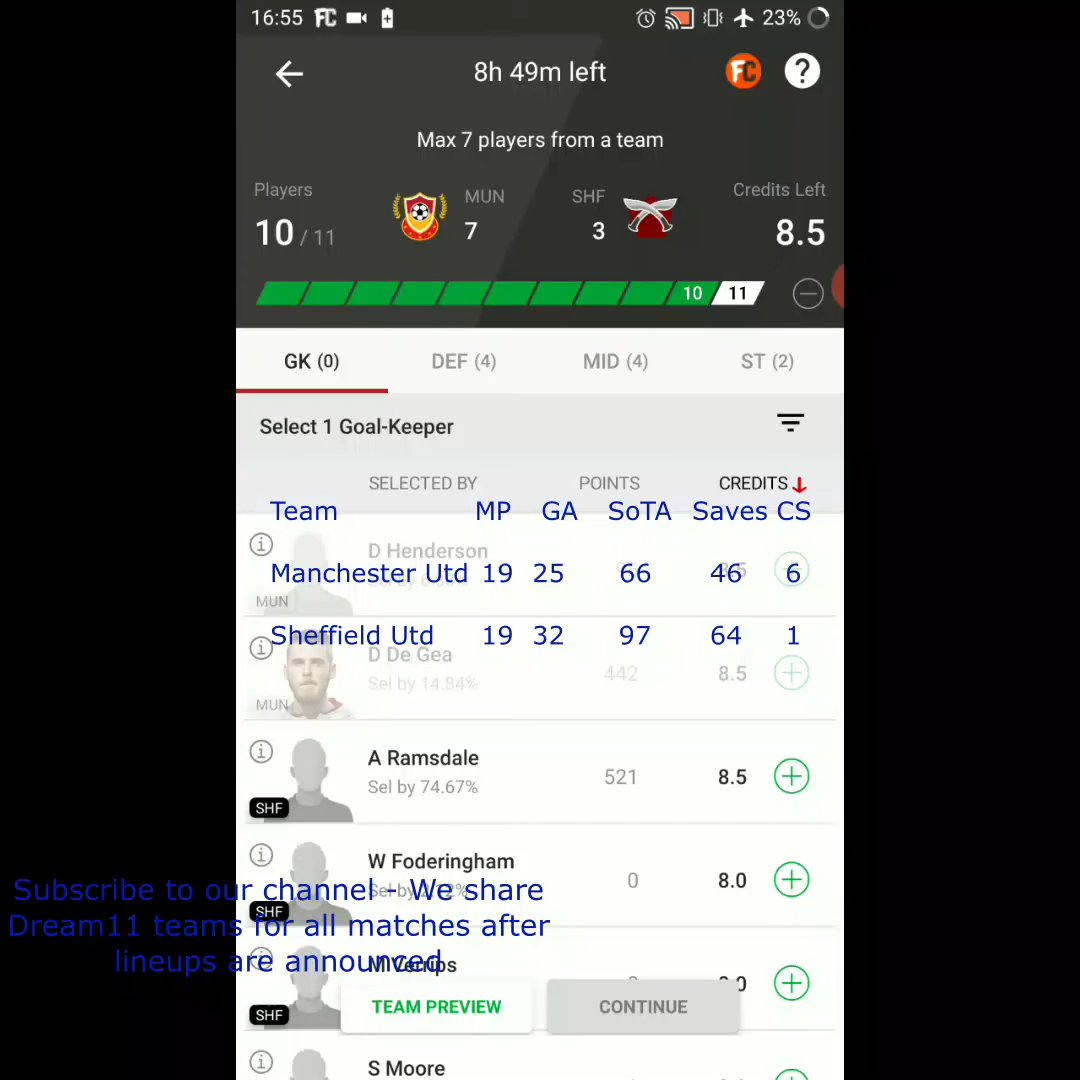 16:55 FC 23%
8h 49m left FC ?
Max 7 players from a team
Players MUN SHF Credits Left
10 / 11 7 3 8.5
10 11
GK (0) DEF (4) MID (4) ST (2)
Select 1 Goal-Keeper
SELECTED BY POINTS CREDITS
Team MP GA SoTA Saves CS
D Henderson
Manchester Utd 19 25 66 46 6
MUN
Sheffield Utd 19 32 97 64 1
D De Gea
Sel by 14.84% 442 8.5
MUN
A Ramsdale
Sel by 74.67% 521 8.5
SHF
W Foderingham
0 8.0
Subscribe to our channel - We share
SHF
Dream11 teams for all matches after
lineups are announced
SHF
TEAM PREVIEW CONTINUE
S Moore